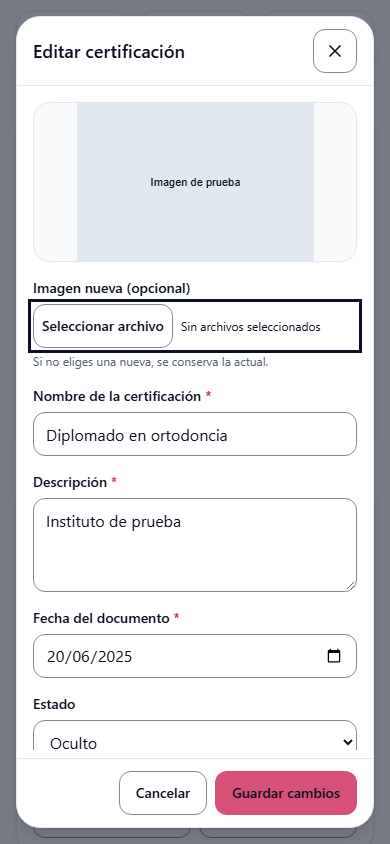 Editar certificación
Imagen de prueba
Imagen nueva (opcional)
Seleccionar archivo Sin archivos seleccionados
Si no eliges una nueva, se conserva la actual.
Nombre de la certificación *
Diplomado en ortodoncia
Descripción *
Instituto de prueba
Fecha del documento *
20/06/2025
Estado
Oculto
Cancelar Guardar cambios